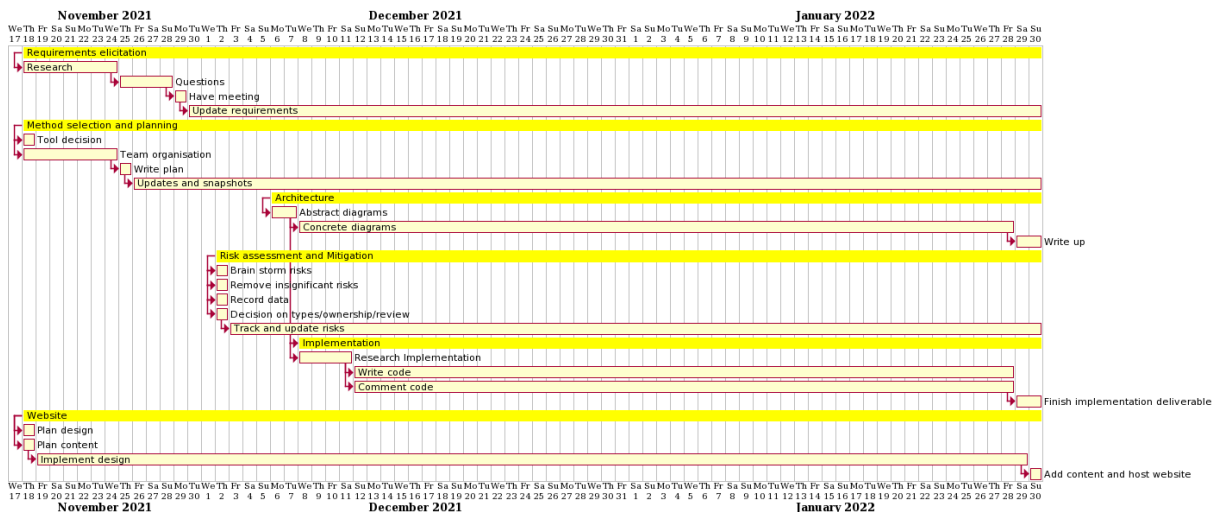 November 2021 December 2021 January 2022
We Th Fr Sa Su Mo Tu We Th Fr Sa Su Mo Tu We Th Fr Sa Su Mo Tu We Th Fr Sa Su Mo Tu We Th Fr Sa Su Mo Tu We Th Fr Sa Su Mo Tu We Th Fr Sa Su Mo Tu We Th Fr Sa Su Mo Tu We Th Fr Sa Su Mo Tu We Th Fr Sa Su Mo Tu We Th Fr Sa Su
17 18 19 20 21 22 23 24 25 26 27 28 29 30 1 2 3 4 5 6 7 8 9 10 11 12 13 14 15 16 17 18 19 20 21 22 23 24 25 26 27 28 29 30 31 1 2 3 4 5 6 7 8 9 10 11 12 13 14 15 16 17 18 19 20 21 22 23 24 25 26 27 28 29 30
Requirements elicitation
Research
Questions
Have meeting
Update requirements
Method selection and planning
Tool decision
Team organisation
Write plan
Updates and snapshots
Architecture
Abstract diagrams
Concrete diagrams
Write up
Risk assessment and Mitigation
Brain storm risks
Remove insignificant risks
Record data
Decision on types/ownership/review
Track and update risks
Implementation
Research Implementation
Write code
Comment code
Finish implementation deliverable
Website
Plan design
Plan content
Implement design
Add content and host website
We Th Fr Sa Su Mo Tu We Th Fr Sa Su Mo Tu We Th Fr Sa Su Mo Tu We Th Fr Sa Su Mo Tu We Th Fr Sa Su Mo Tu We Th Fr Sa Su Mo Tu We Th Fr Sa Su Mo Tu We Th Fr Sa Su Mo Tu We Th Fr Sa Su Mo Tu We Th Fr Sa Su Mo Tu We Th Fr Sa Su
17 18 19 20 21 22 23 24 25 26 27 28 29 30 1 2 3 4 5 6 7 8 9 10 11 12 13 14 15 16 17 18 19 20 21 22 23 24 25 26 27 28 29 30 31 1 2 3 4 5 6 7 8 9 10 11 12 13 14 15 16 17 18 19 20 21 22 23 24 25 26 27 28 29 30
November 2021 December 2021 January 2022